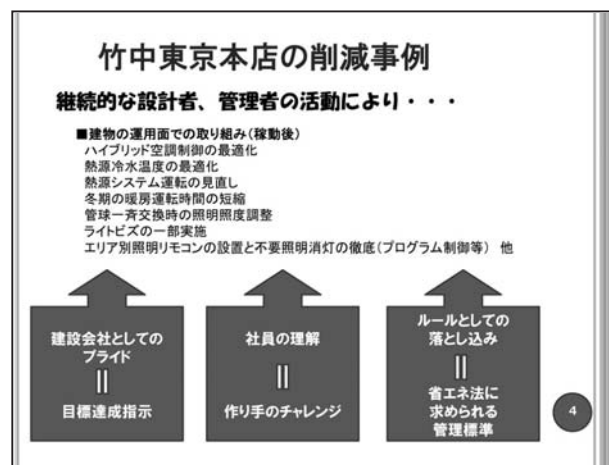 竹中東京本店の削減事例
継続的な設計者、管理者の活動により・・・
■建物の運用面での取り組み(稼動後)
ハイブリッド空調制御の最適化
熱源冷水温度の最適化
熱源システム運転の見直し
冬期の暖房運転時間の短縮
管球一斉交換時の照明照度調整
ライトビズの一部実施
エリア別照明リモコンの設置と不要照明消灯の徹底(プログラム制御等) 他
建設会社としての
プライド
||
目標達成指示
社員の理解
||
作り手のチャレンジ
ルールとしての
落とし込み
||
省エネ法に
求められる
管理標準
4